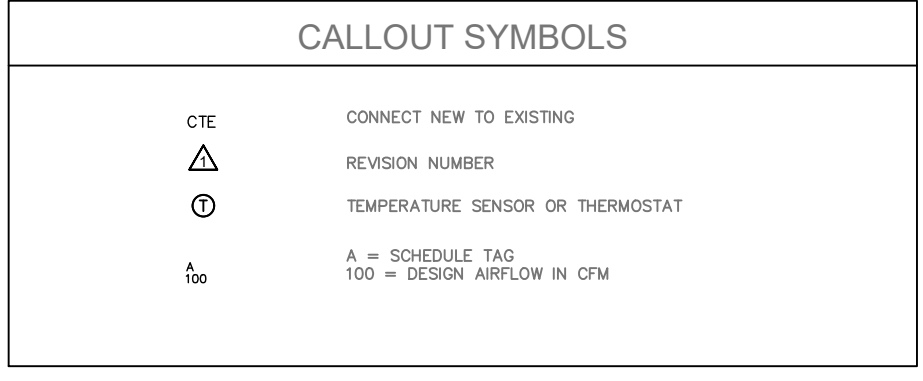 CALLOUT SYMBOLS
CTE CONNECT NEW TO EXISTING
1 REVISION NUMBER
T TEMPERATURE SENSOR OR THERMOSTAT
A A = SCHEDULE TAG
100 100 = DESIGN AIRFLOW IN CFM